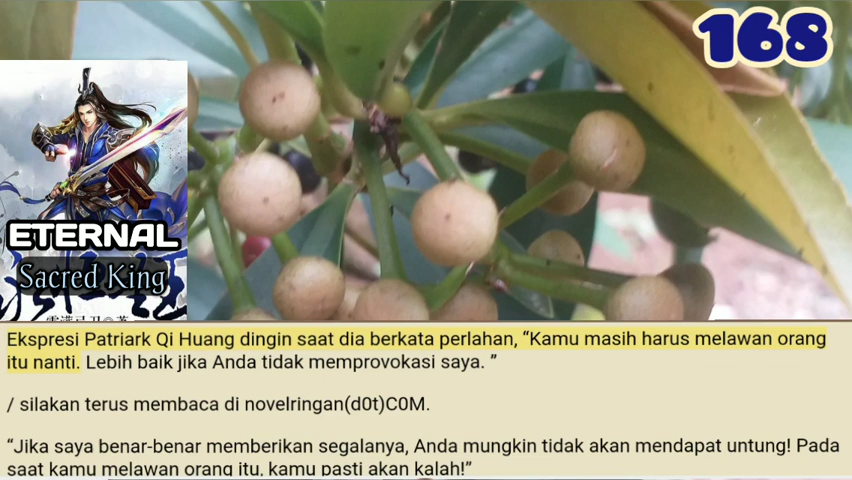 168
ETERNAL
Sacred King
Ekspresi Patriark Qi Huang dingin saat dia berkata perlahan, “Kamu masih harus melawan orang
itu nanti. Lebih baik jika Anda tidak memprovokasi saya. ”
/ silakan terus membaca di novelringan(d0t)C0M.
“Jika saya benar-benar memberikan segalanya, Anda mungkin tidak akan mendapat untung! Pada
saat kamu melawan orang itu, kamu pasti akan kalah!”